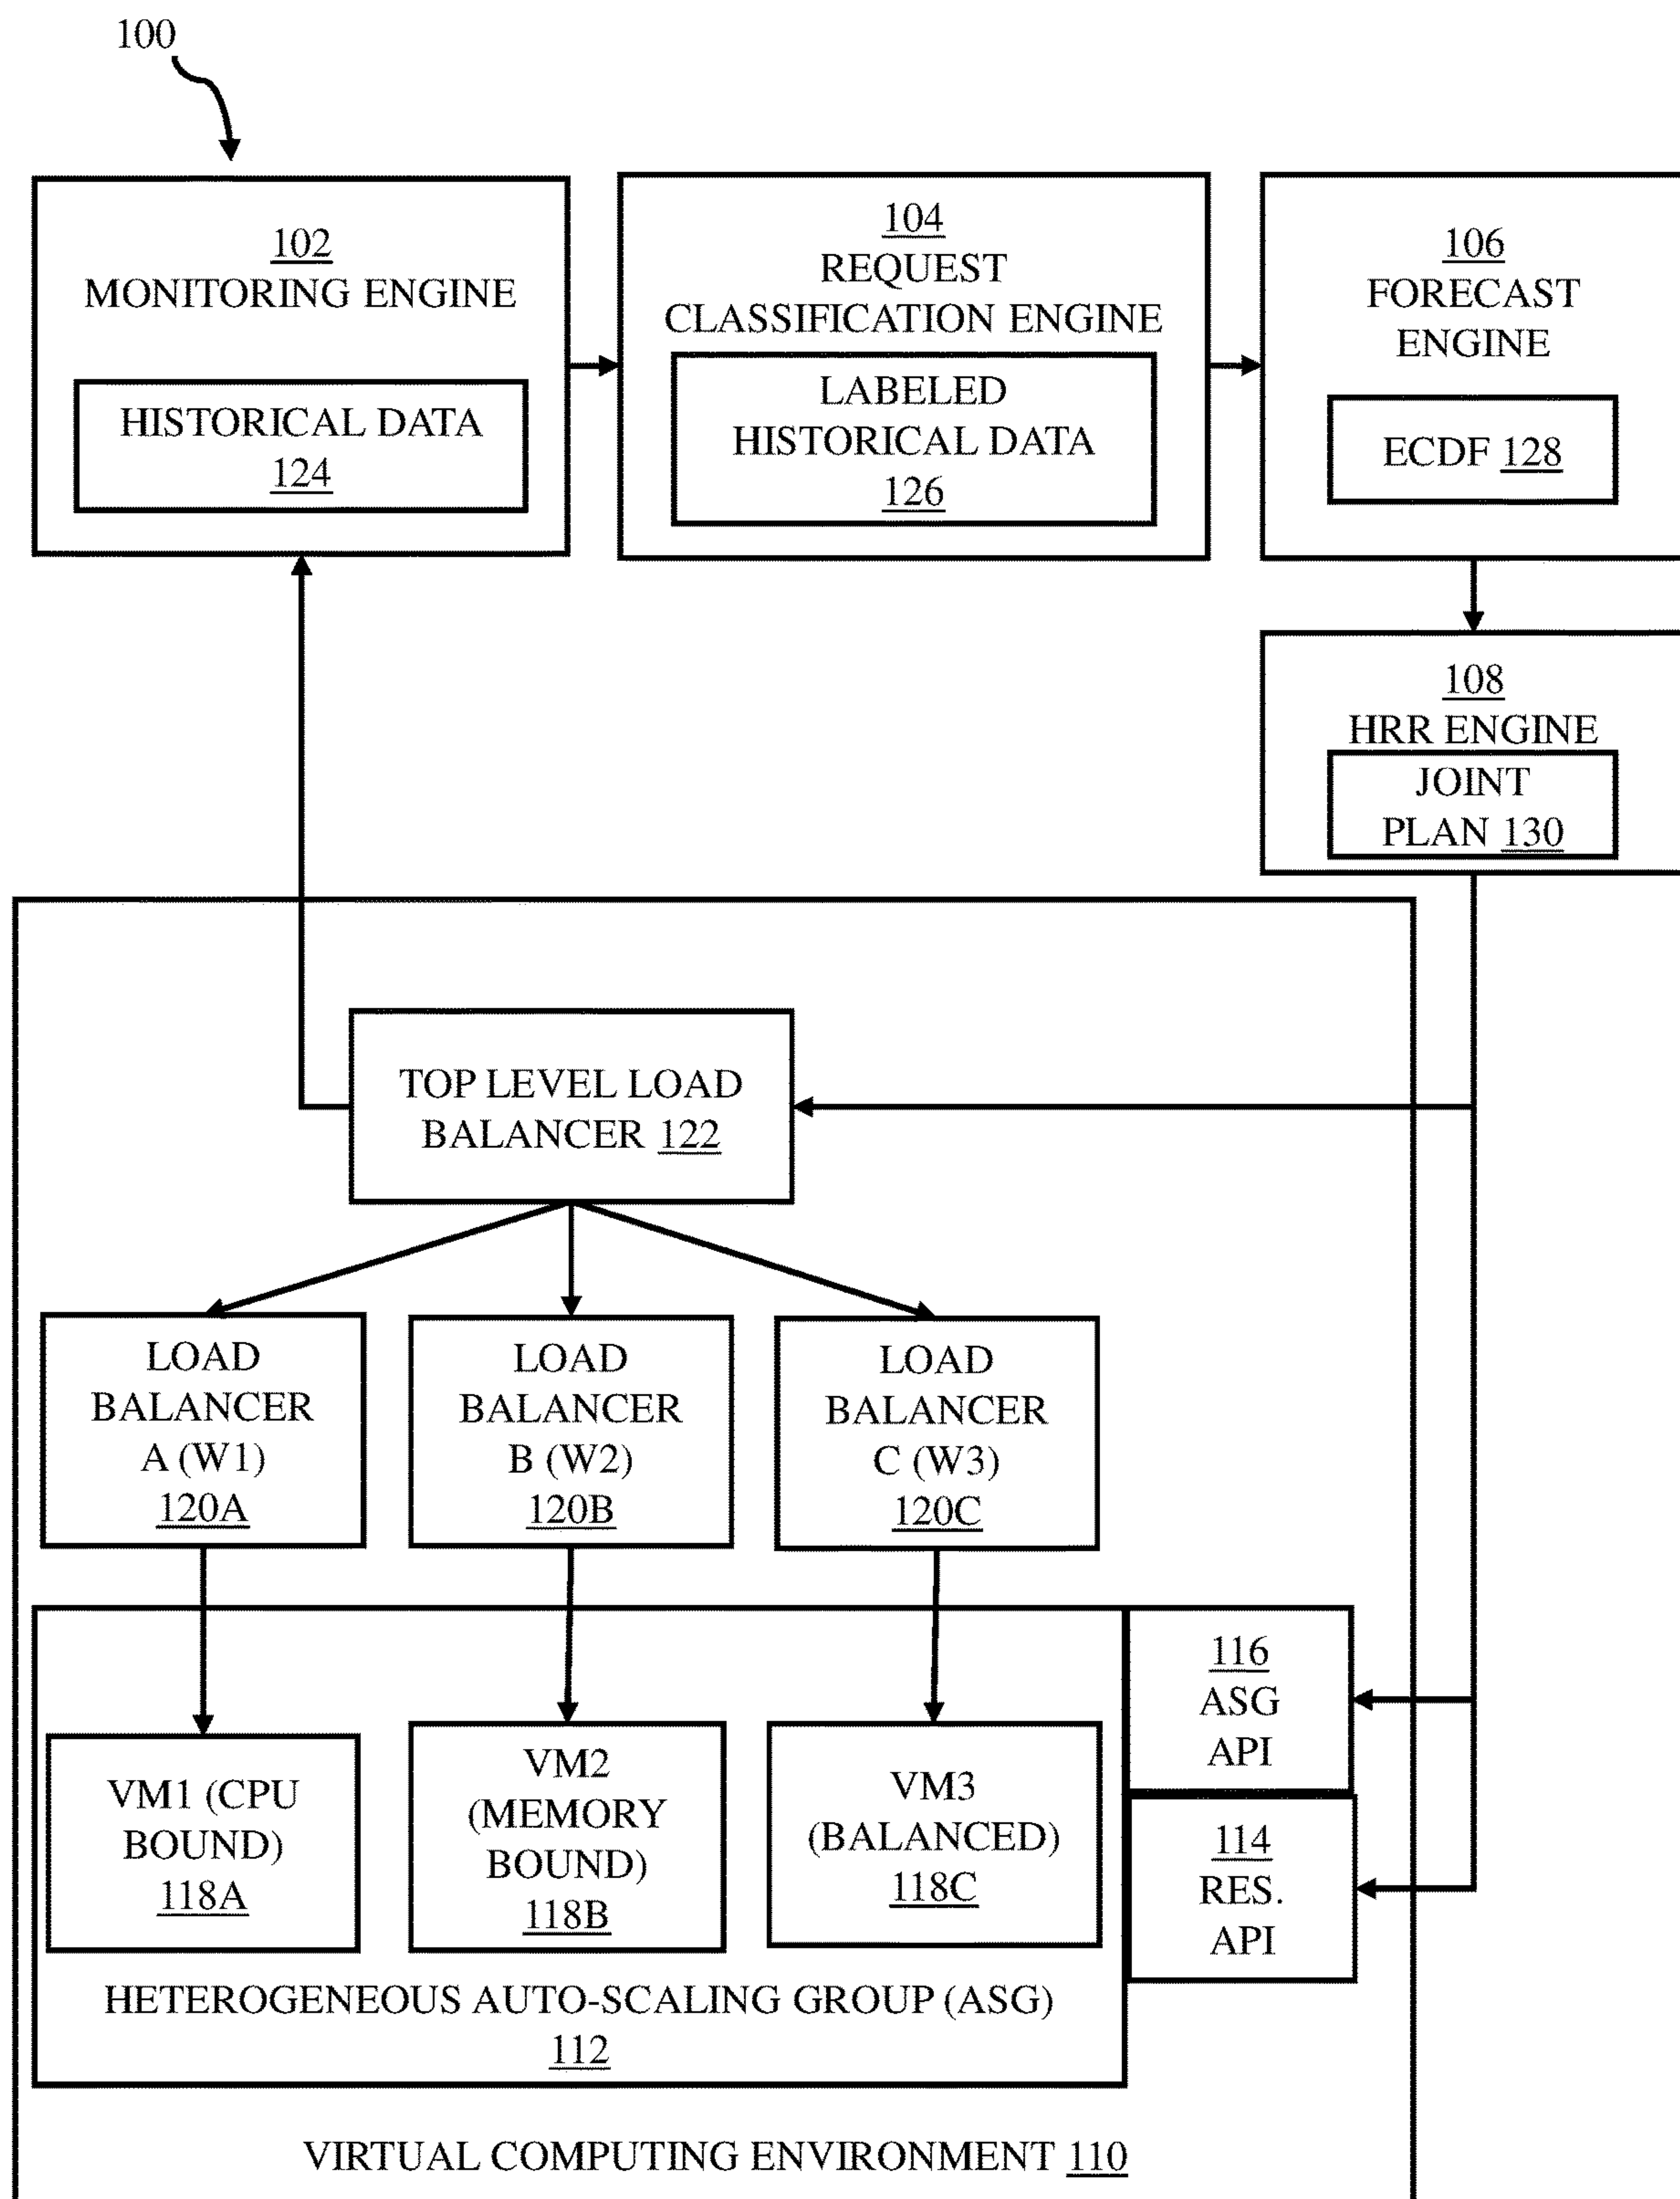 100
102
MONITORING ENGINE
HISTORICAL DATA
124
104
REQUEST
CLASSIFICATION ENGINE
LABELED
HISTORICAL DATA
126
106
FORECAST
ENGINE
ECDF 128
108
HRR ENGINE
JOINT
PLAN 130
TOP LEVEL LOAD
BALANCER 122
LOAD
BALANCER
A (W1)
120A
LOAD
BALANCER
B (W2)
120B
LOAD
BALANCER
C (W3)
120C
116
ASG
API
114
RES.
API
VM1 (CPU
BOUND)
118A
VM2
(MEMORY
BOUND)
118B
VM3
(BALANCED)
118C
HETEROGENEOUS AUTO-SCALING GROUP (ASG)
112
VIRTUAL COMPUTING ENVIRONMENT 110